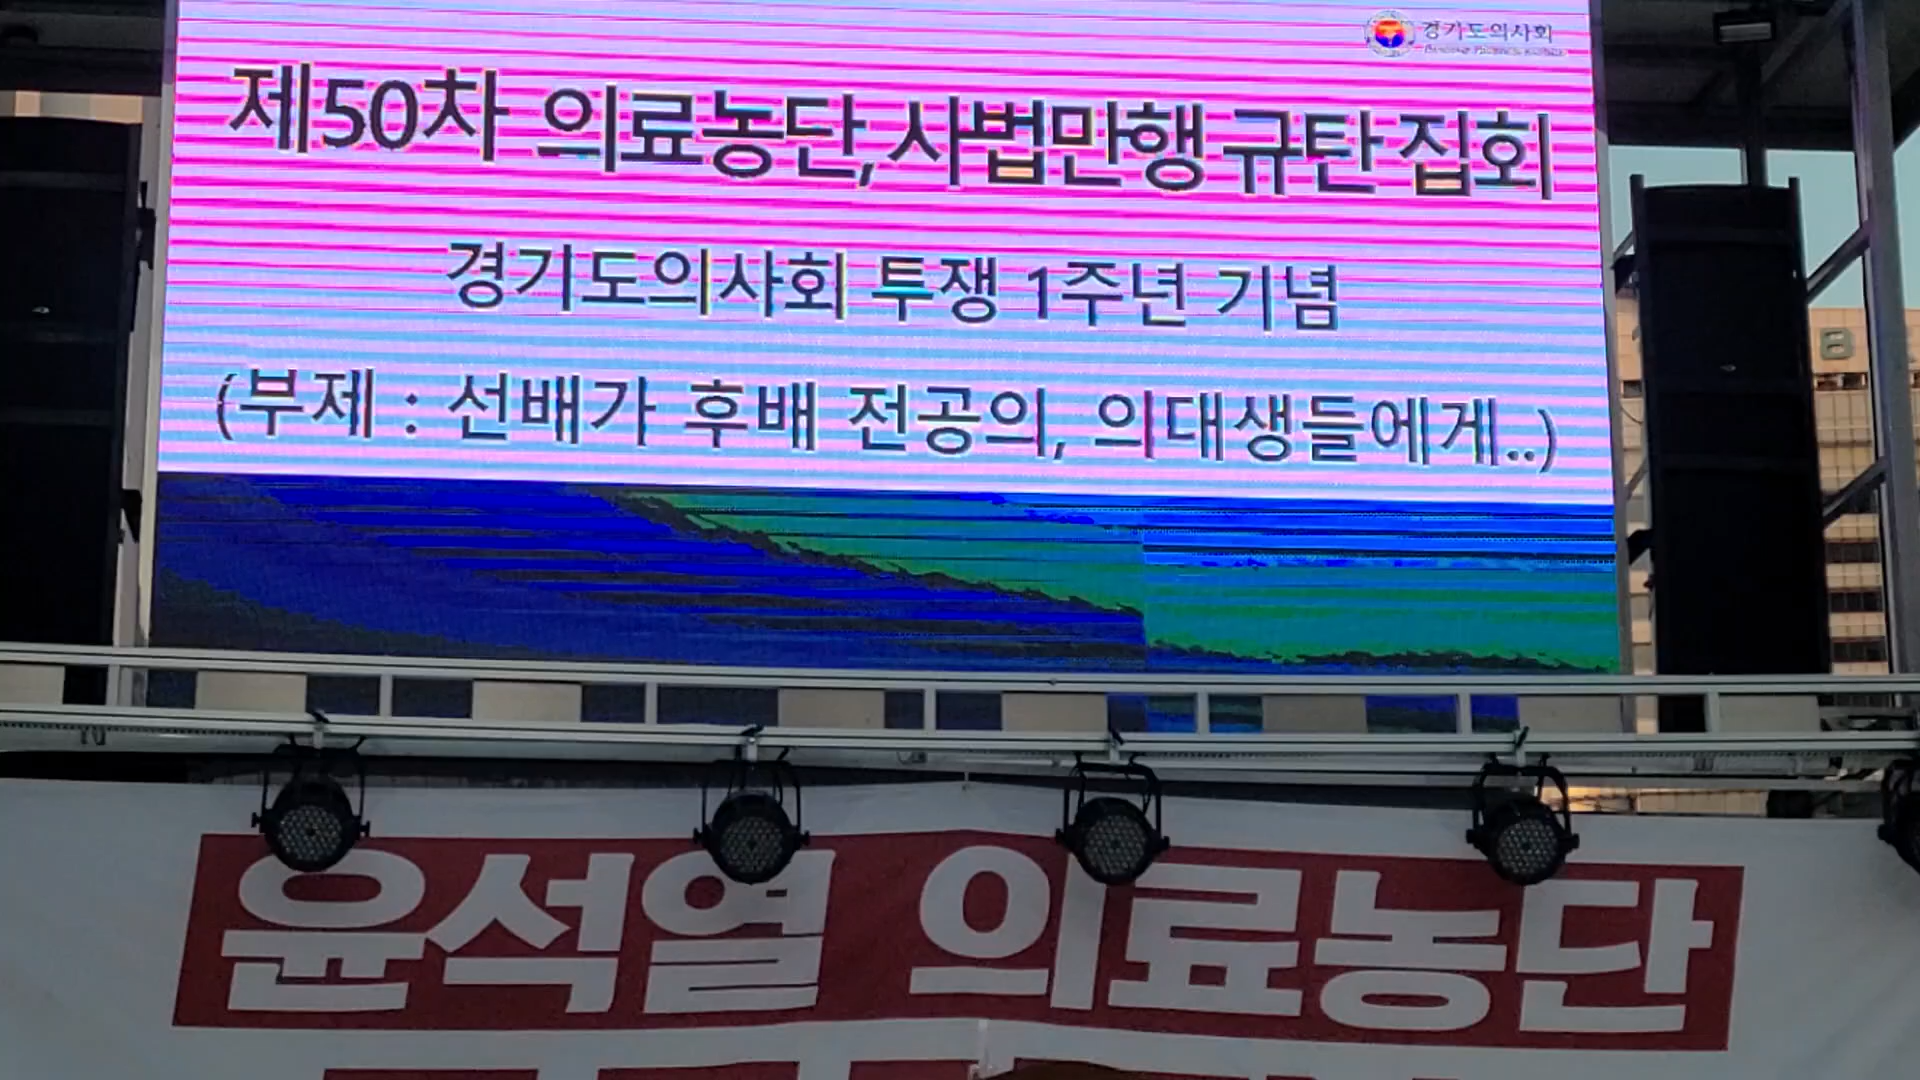 경기도의사회
제50차 의료농단, 사법만행 규탄 집회
경기도의사회 투쟁 1주년 기념
(부제 : 선배가 후배 전공의, 의대생들에게..)
윤석열 의료농단